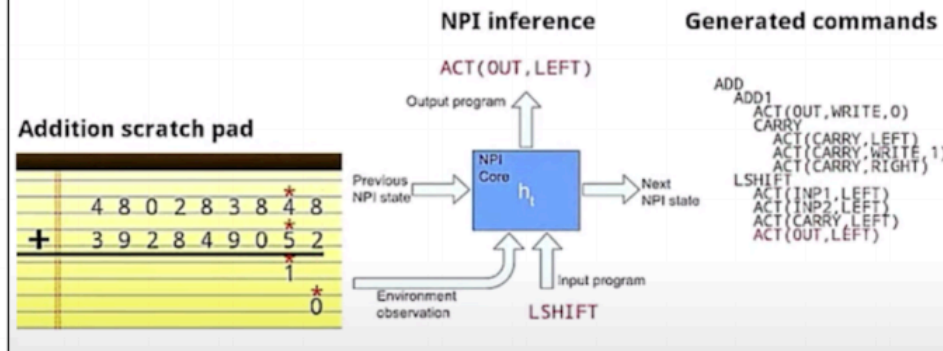 NPI inference
Generated commands
ACT(OUT,LEFT)
Output program
Addition scratch pad
* 
4 8 0 2 8 3 8 4 8
*
+ 3 9 2 8 4 9 0 5 2
*
1
*
0
Previous
NPI state
NPI
Core
h_t
Next
NPI state
Environment
observation
Input program
LSHIFT
ADD
ADD1
ACT(OUT,WRITE,0)
CARRY
ACT(CARRY,LEFT)
ACT(CARRY,WRITE,1)
ACT(CARRY,RIGHT)
LSHIFT
ACT(INP1,LEFT)
ACT(INP2,LEFT)
ACT(CARRY,LEFT)
ACT(OUT,LEFT)